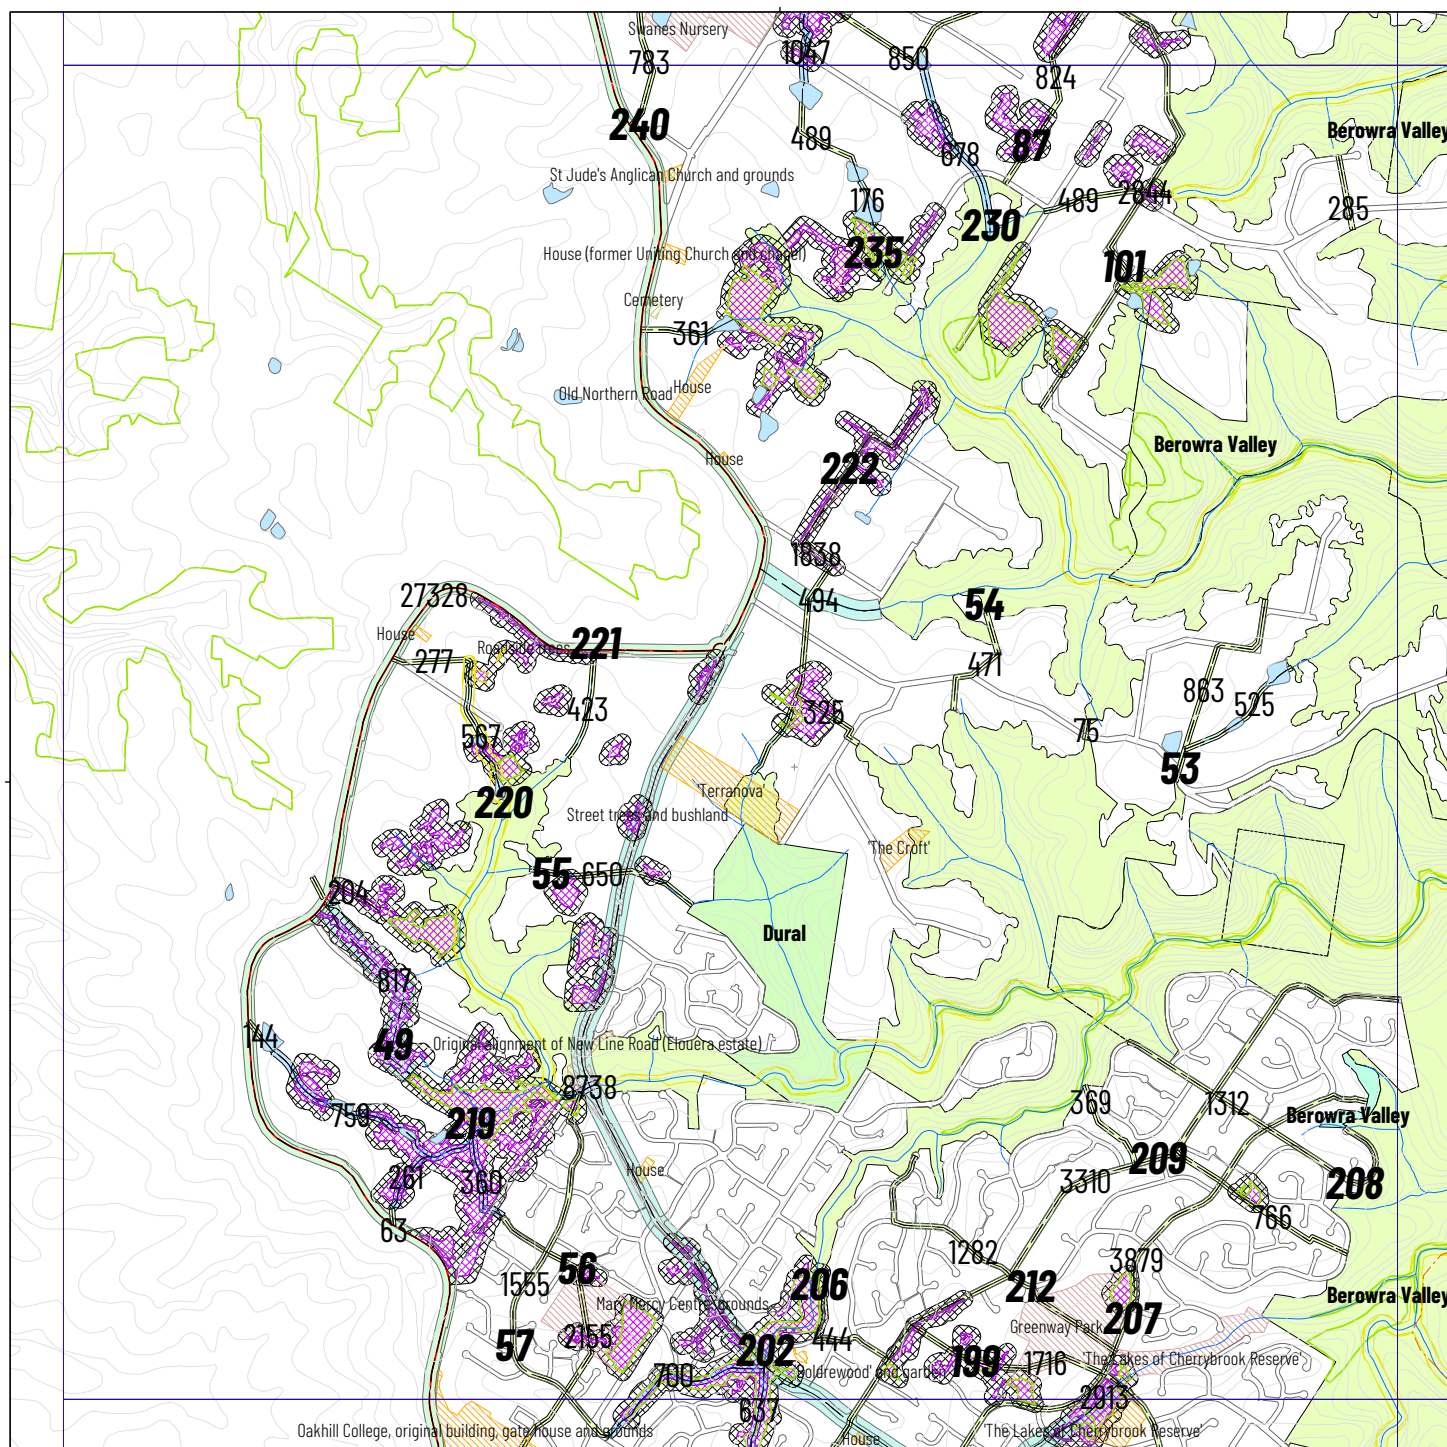 Swanes Nursery
783
1047
850
824
240
489
87
678
Berowra Valley
St Jude's Anglican Church and grounds
176
489
2844
285
230
235
House (former Uniting Church and chapel)
101
Cemetery
361
Old Northern Road
House
Berowra Valley
House
222
1838
27328
494
54
House
Roadside trees
221
277
471
863
525
423
325
75
567
53
'Terranova'
220
Street trees and bushland
'The Croft'
55
650
204
Dural
817
144
49
Original alignment of New Line Road (Elouera estate)
8738
369
1312
759
219
Berowra Valley
209
House
261
360
3310
208
63
766
1282
3879
56
1555
206
212
Berowra Valley
Mary Mercy Centre grounds
207
Greenway Park
2155
57
444
202
199
1716
'The Lakes of Cherrybrook Reserve'
700
'Boldrewood' and garden
2913
637
Oakhill College, original building, gate house and grounds
House
'The Lakes of Cherrybrook Reserve'